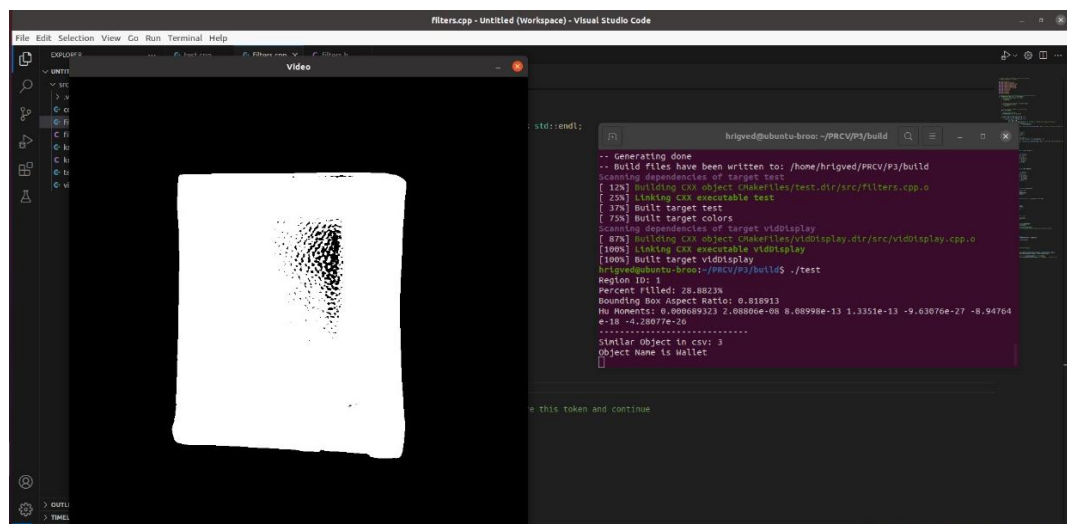 filters.cpp - Untitled (Workspace) - Visual Studio Code
File Edit Selection View Go Run Terminal Help
EXPLORER
test.cpp
filters.cpp
Video
std::endl;
hrigved@ubuntu-broo: ~/PRCV/P3/build
-- Generating done
-- Build files have been written to: /home/hrigved/PRCV/P3/build
Scanning dependencies of target test
[ 12%] Building CXX object CMakeFiles/test.dir/src/filters.cpp.o
[ 25%] Linking CXX executable test
[ 37%] Built target test
[ 75%] Built target colors
Scanning dependencies of target vidDisplay
[ 87%] Building CXX object CMakeFiles/vidDisplay.dir/src/vidDisplay.cpp.o
[100%] Linking CXX executable vidDisplay
[100%] Built target vidDisplay
hrigved@ubuntu-broo:~/PRCV/P3/build$ ./test
Region ID: 1
Percent Filled: 28.8823%
Bounding Box Aspect Ratio: 0.818913
Hu Moments: 0.000689323 2.08806e-08 8.08998e-13 1.3351e-13 -9.63076e-27 -8.94764
e-18 -4.28077e-26
-----------------------------
Similar Object in csv: 3
Object Name is Wallet
e this token and continue